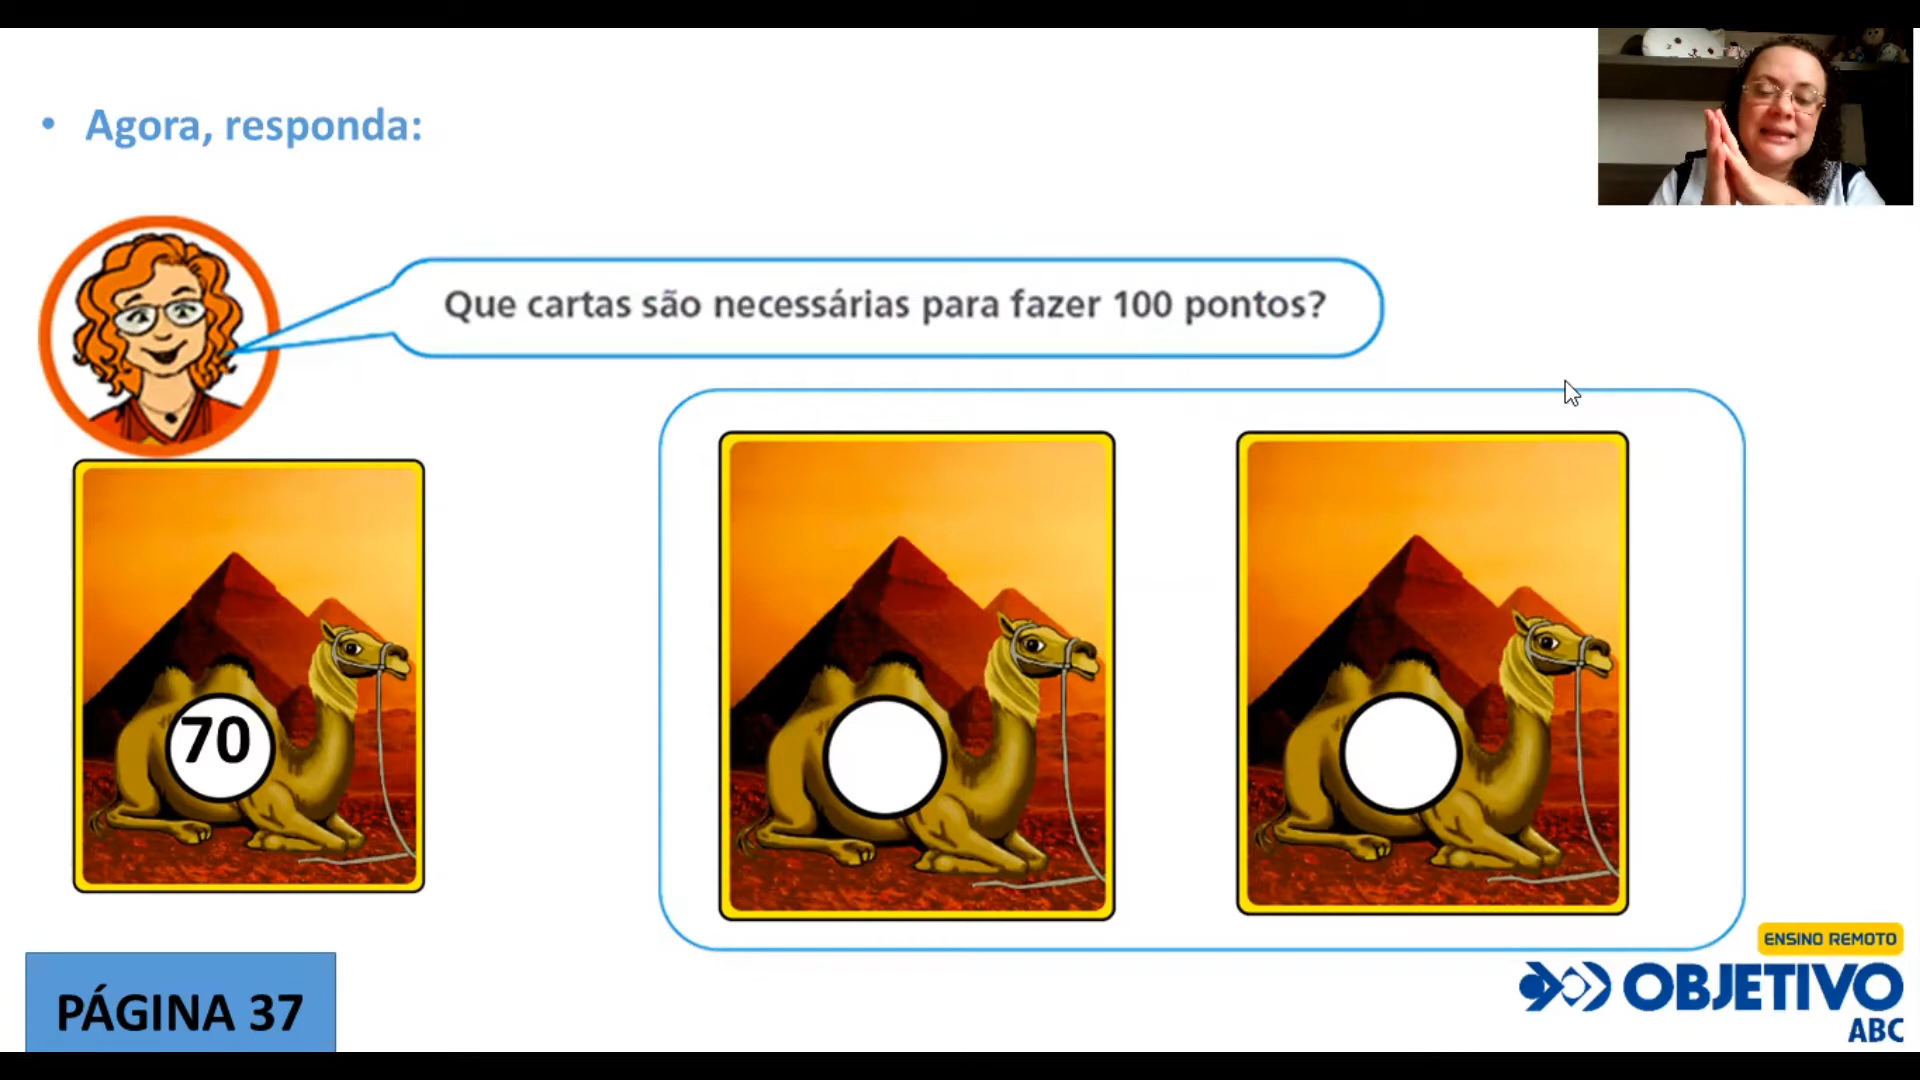 • Agora, responda:
Que cartas são necessárias para fazer 100 pontos?
70
PÁGINA 37
ENSINO REMOTO
OBJETIVO
ABC